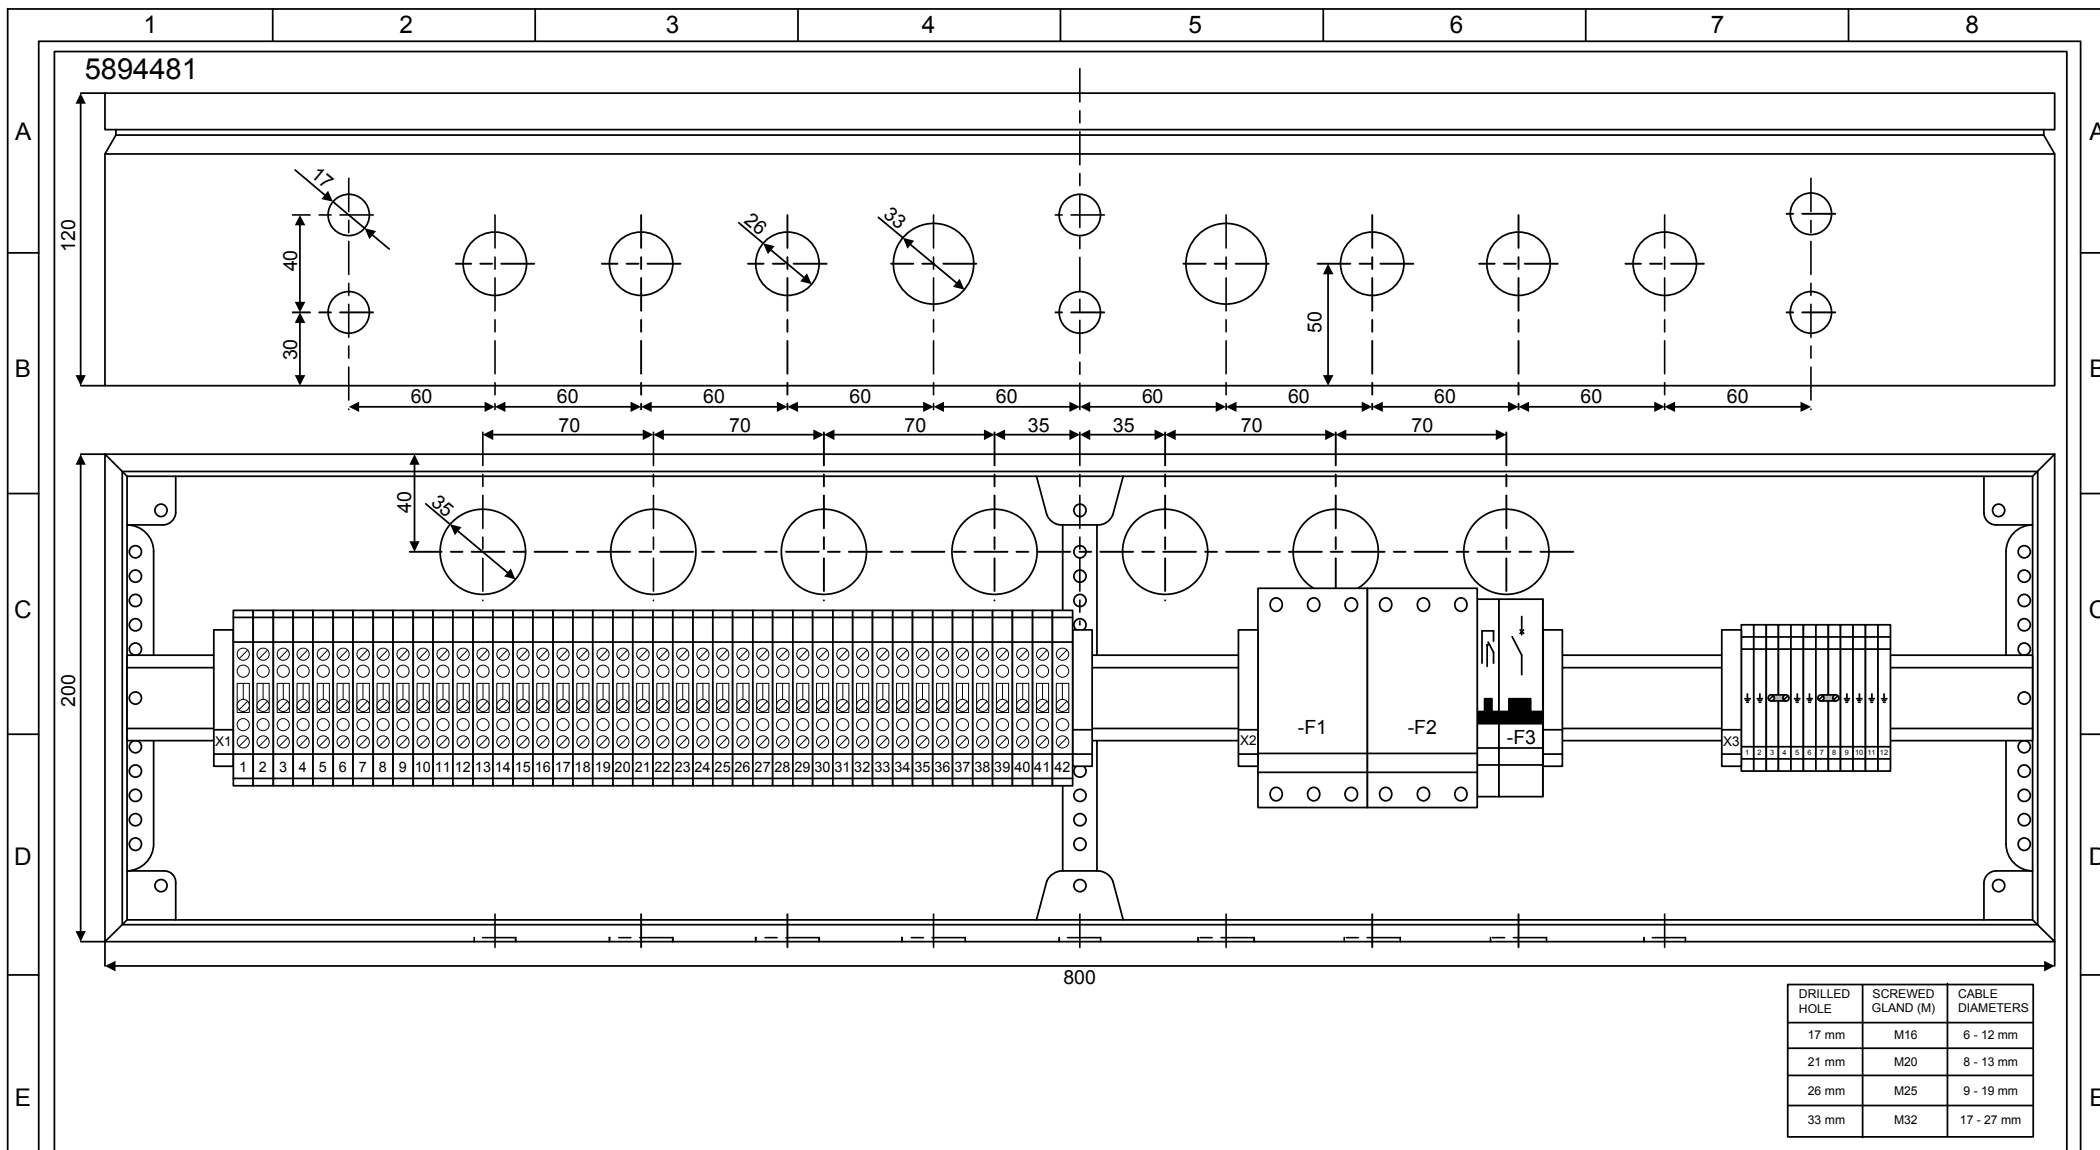 1 2 3 4 5 6 7 8
5894481
A A
17
26
33
120
40
30
50
B B
60 60 60 60 60 60 60 60 60 60
70 70 70 35 35 70 70
40
35
C C
200
-F1 -F2 -F3
X1 X2 X3
1 2 3 4 5 6 7 8 9 10 11 12 13 14 15 16 17 18 19 20 21 22 23 24 25 26 27 28 29 30 31 32 33 34 35 36 37 38 39 40 41 42
1 2 3 4 5 6 7 8 9 10 11 12
D D
800
DRILLED HOLE SCREWED GLAND (M) CABLE DIAMETERS
17 mm M16 6 - 12 mm
21 mm M20 8 - 13 mm
26 mm M25 9 - 19 mm
33 mm M32 17 - 27 mm
E E